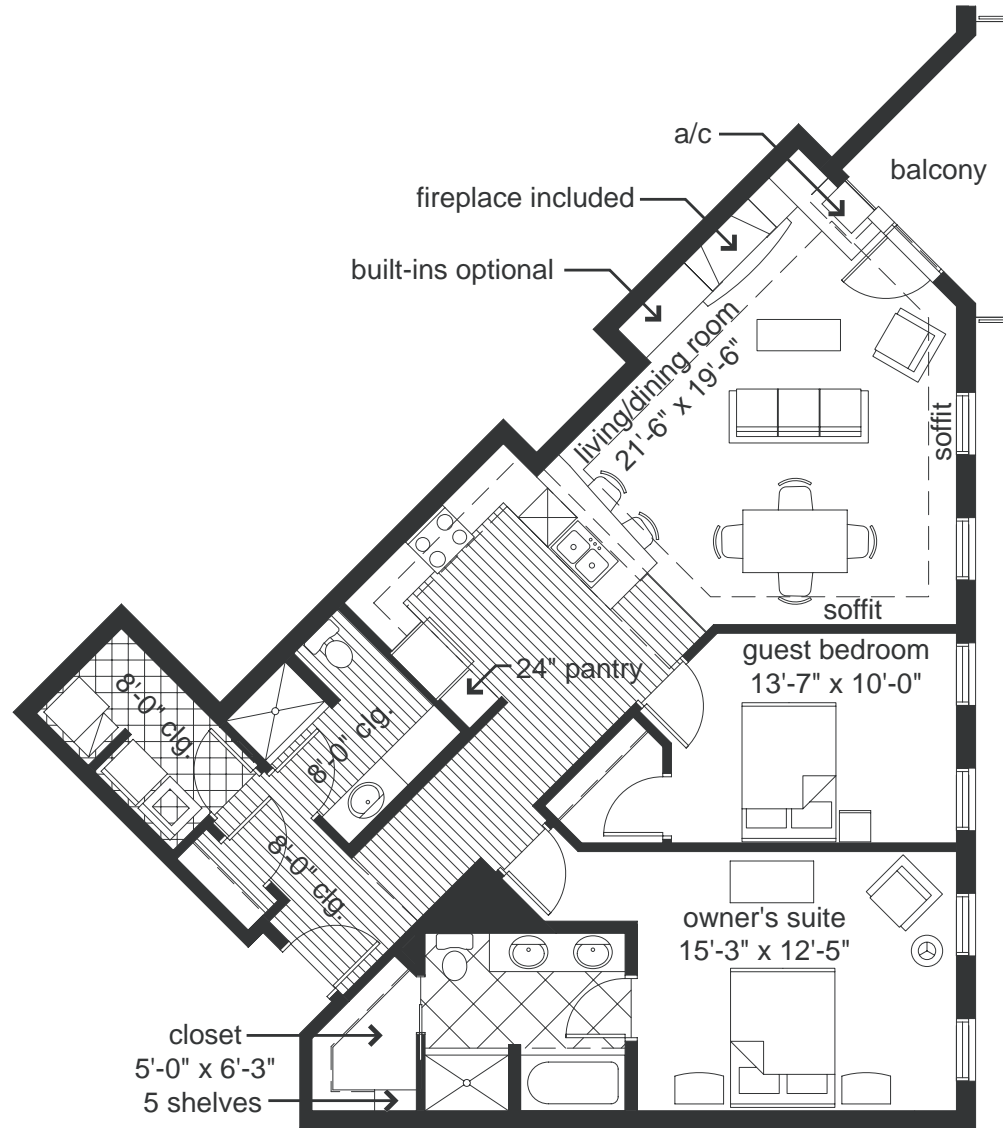 a/c
balcony
fireplace included
built-ins optional
living/dining room
21'-6" x 19'-6"
soffit
soffit
guest bedroom
13'-7" x 10'-0"
24" pantry
8'-0" clg.
8'-0" clg.
8'-0" clg.
owner's suite
15'-3" x 12'-5"
closet
5'-0" x 6'-3"
5 shelves